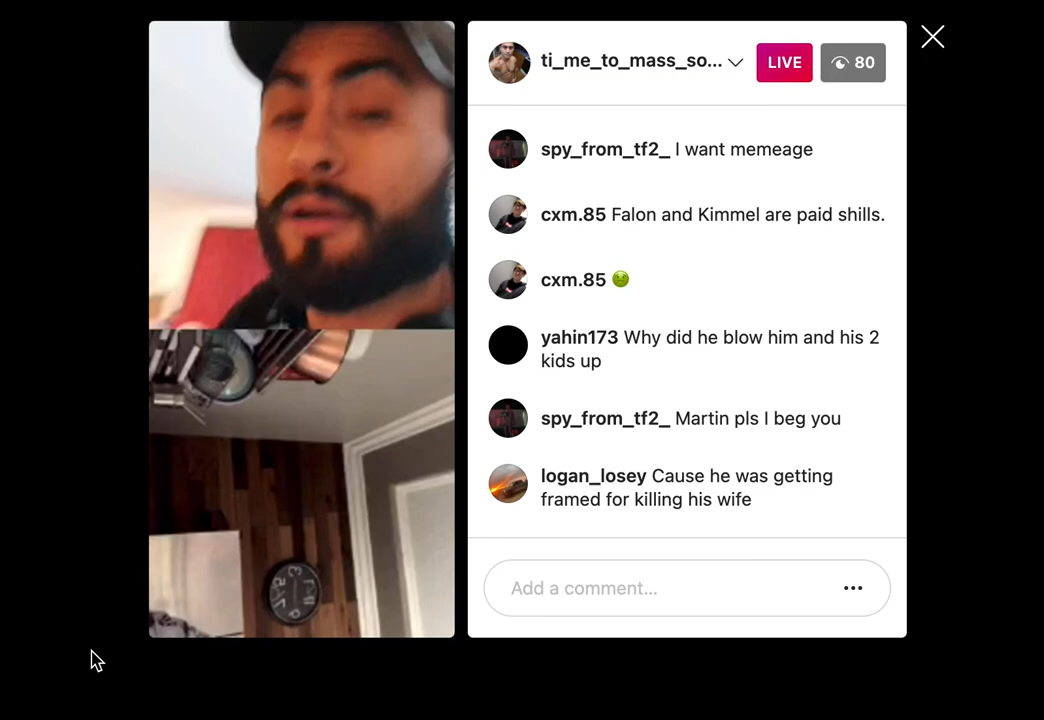 ti_me_to_mass_so...
LIVE
80
spy_from_tf2_ I want memeage
cxm.85 Falon and Kimmel are paid shills.
cxm.85 🤢
yahin173 Why did he blow him and his 2
kids up
spy_from_tf2_ Martin pls I beg you
logan_losey Cause he was getting
framed for killing his wife
Add a comment...